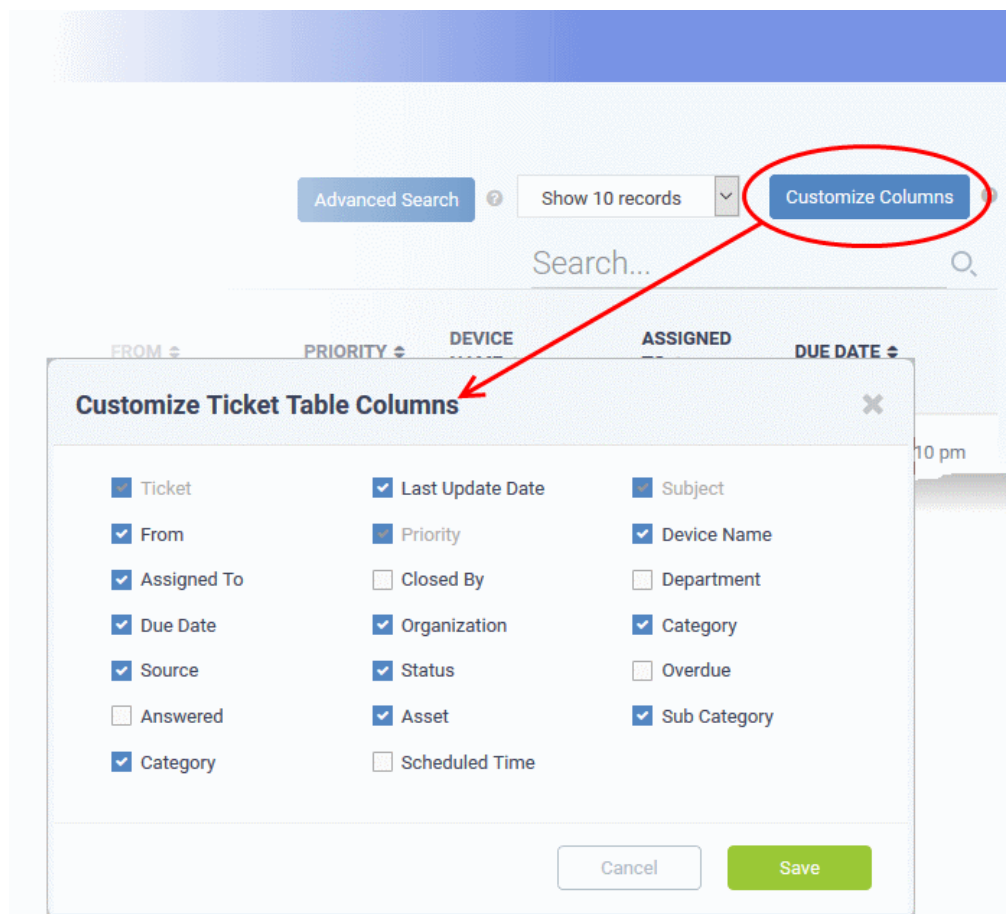 Advanced Search Show 10 records Customize Columns
Search...
FROM PRIORITY DEVICE ASSIGNED DUE DATE
Customize Ticket Table Columns
10 pm
Ticket Last Update Date Subject
From Priority Device Name
Assigned To Closed By Department
Due Date Organization Category
Source Status Overdue
Answered Asset Sub Category
Category Scheduled Time
Cancel Save